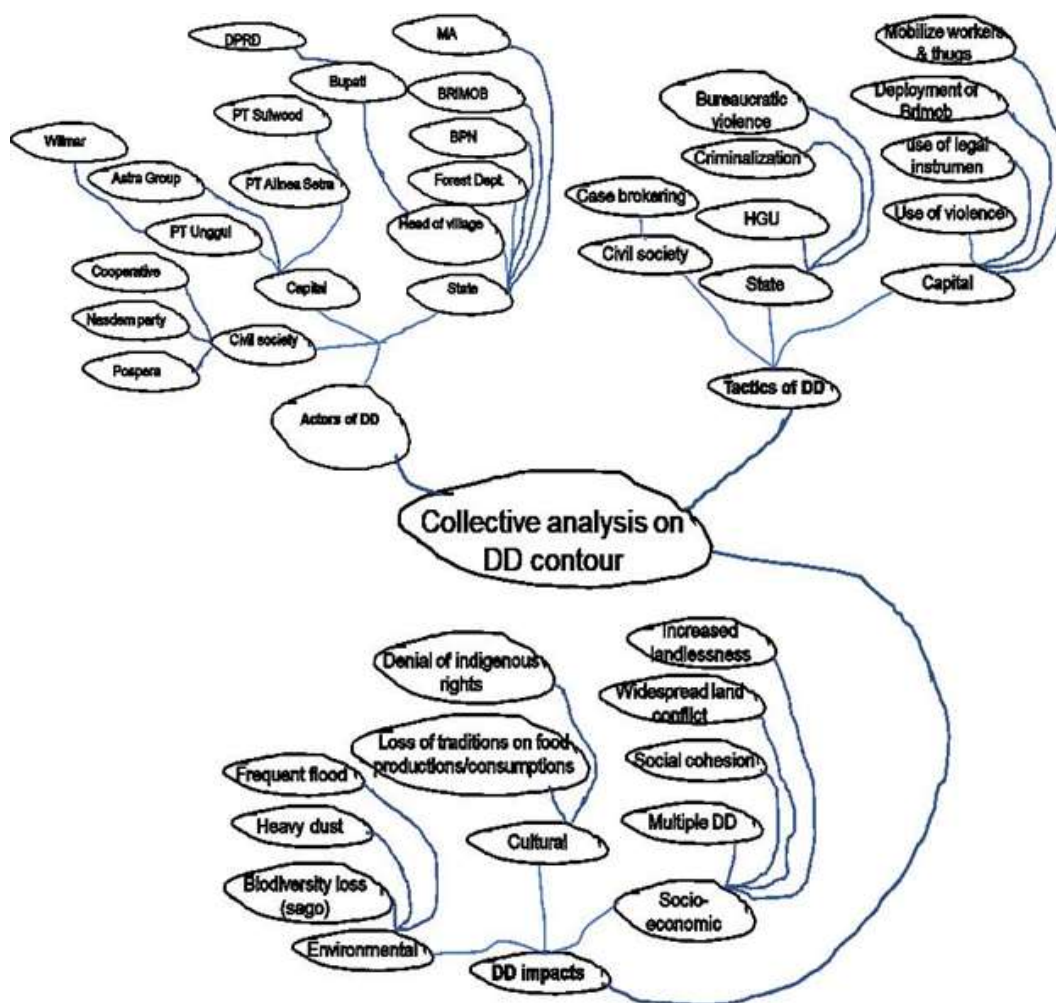 DPRD
MA
Bupati
PT Sulwood
BRIMOB
Wilmar
BPN
Astra Group
PT Alinea Setra
Forest Dept.
PT Unggul
Head of village
Cooperative
Capital
State
Nasdem party
Civil society
Pospera
Actors of DD
Mobilize workers
& thugs
Bureaucratic
violence
Deployment of
Brimob
Criminalization
use of legal
instrumen
Case brokering
HGU
Use of violence
Civil society
State
Capital
Tactics of DD
Collective analysis on
DD contour
Increased
landlessness
Denial of indigenous
rights
Widespread land
conflict
Loss of traditions on food
productions/consumptions
Social cohesion
Frequent flood
Heavy dust
Cultural
Multiple DD
Biodiversity loss
(sago)
Socio-
economic
Environmental
DD impacts